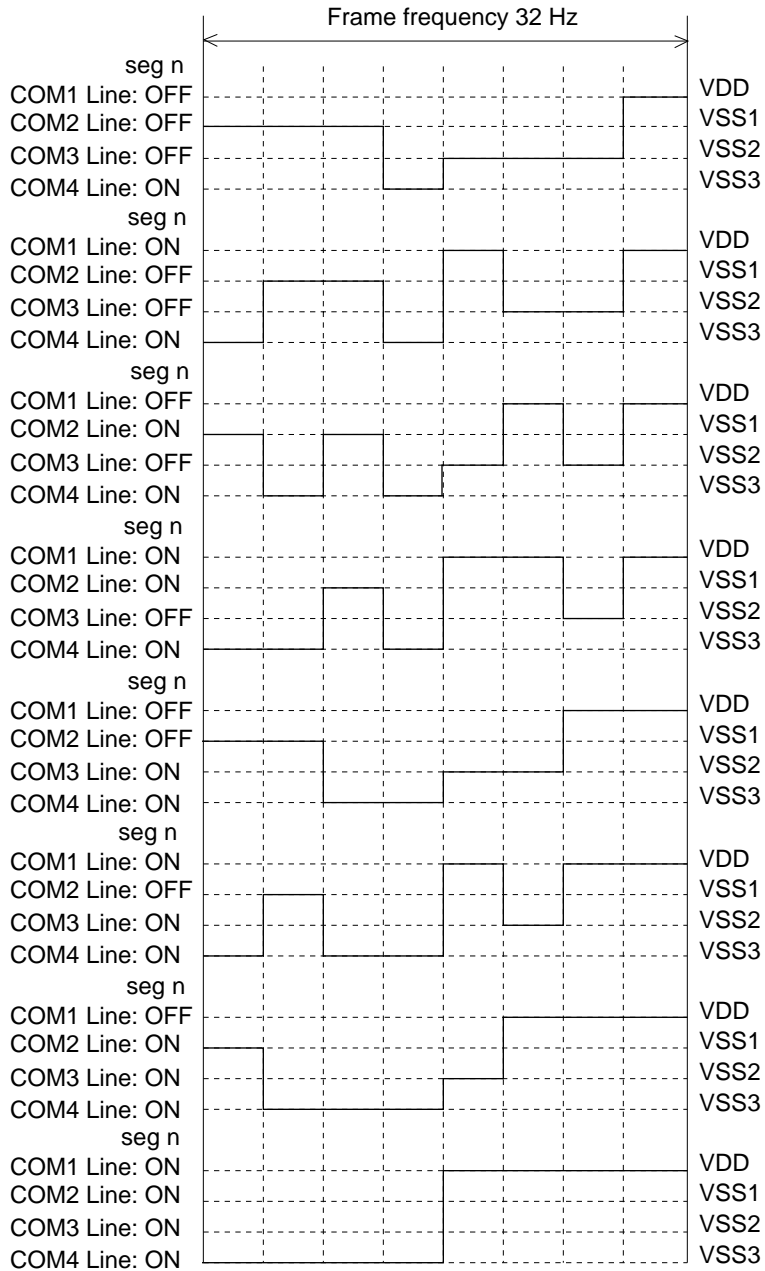 Frame frequency 32 Hz
seg n
COM1 Line: OFF VDD
COM2 Line: OFF VSS1
COM3 Line: OFF VSS2
COM4 Line: ON VSS3
seg n
COM1 Line: ON VDD
COM2 Line: OFF VSS1
COM3 Line: OFF VSS2
COM4 Line: ON VSS3
seg n
COM1 Line: OFF VDD
COM2 Line: ON VSS1
COM3 Line: OFF VSS2
COM4 Line: ON VSS3
seg n
COM1 Line: ON VDD
COM2 Line: ON VSS1
COM3 Line: OFF VSS2
COM4 Line: ON VSS3
seg n
COM1 Line: OFF VDD
COM2 Line: OFF VSS1
COM3 Line: ON VSS2
COM4 Line: ON VSS3
seg n
COM1 Line: ON VDD
COM2 Line: OFF VSS1
COM3 Line: ON VSS2
COM4 Line: ON VSS3
seg n
COM1 Line: OFF VDD
COM2 Line: ON VSS1
COM3 Line: ON VSS2
COM4 Line: ON VSS3
seg n
COM1 Line: ON VDD
COM2 Line: ON VSS1
COM3 Line: ON VSS2
COM4 Line: ON VSS3